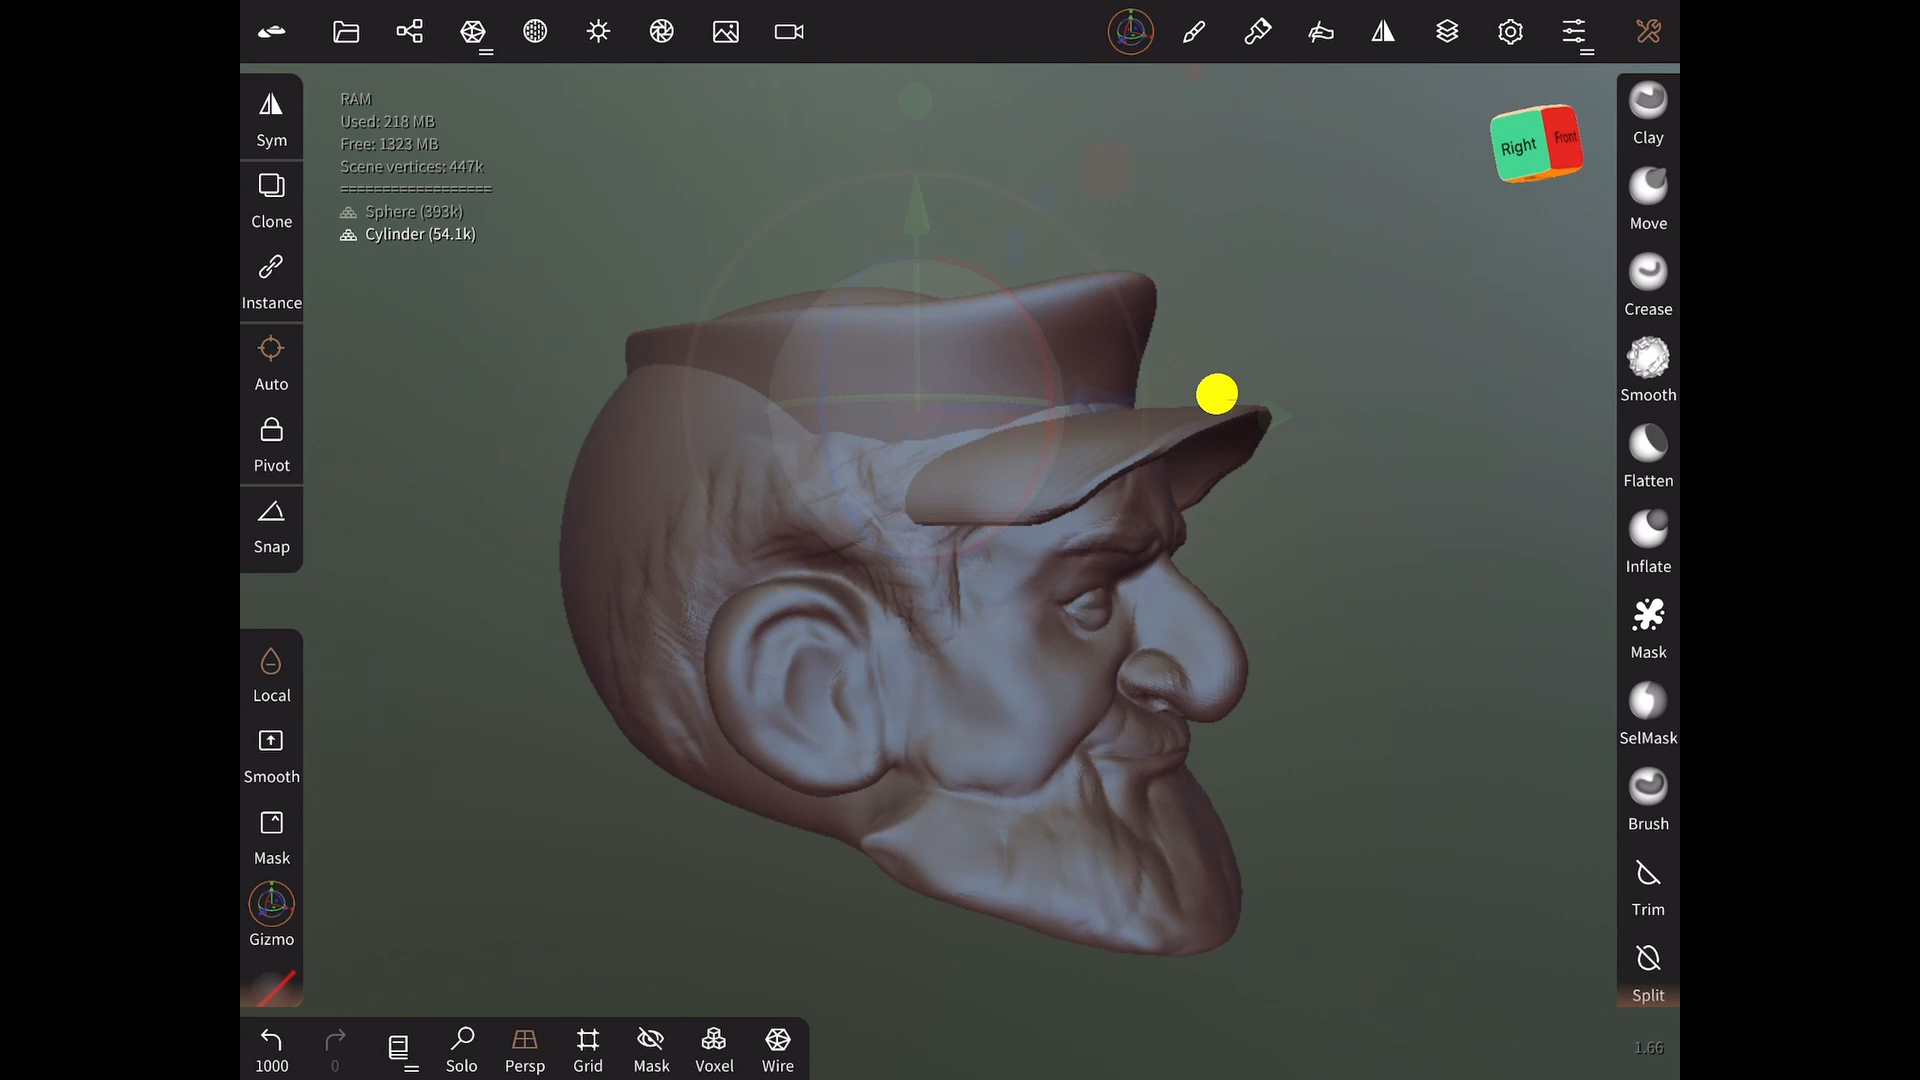 RAM
Used: 218 MB
Free: 1323 MB
Scene vertices: 447k
==================
Sphere (393k)
Cylinder (54.1k)
Right
Front
Sym
Clone
Instance
Auto
Pivot
Snap
Local
Smooth
Mask
Gizmo
Clay
Move
Crease
Smooth
Flatten
Inflate
Mask
SelMask
Brush
Trim
Split
1000
0
Solo
Persp
Grid
Mask
Voxel
Wire
1.66